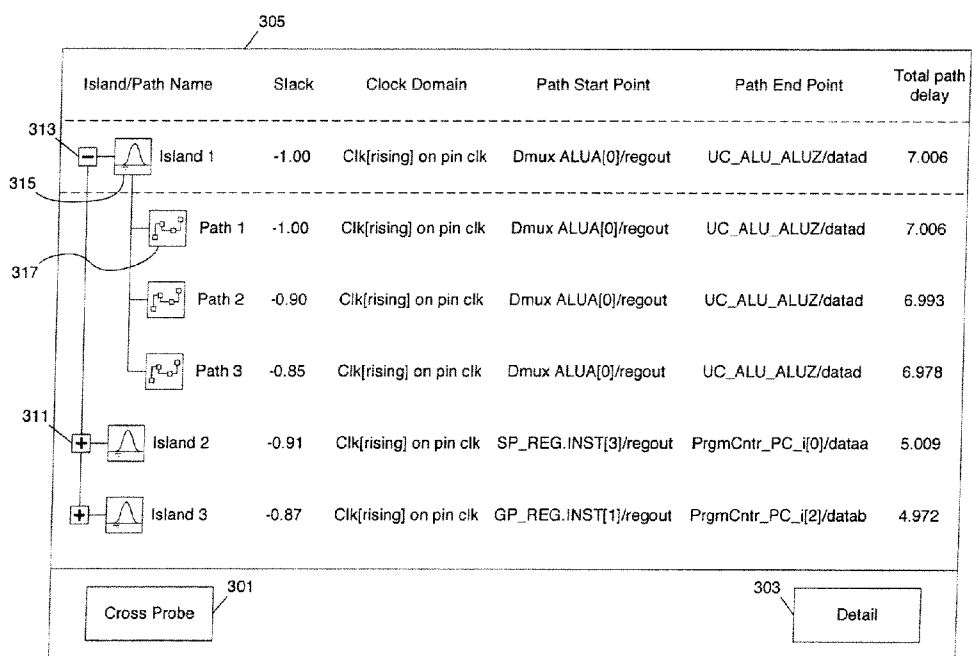 305
Island/Path Name Slack Clock Domain Path Start Point Path End Point Total path delay
313
− Island 1 -1.00 Clk[rising] on pin clk Dmux ALUA[0]/regout UC_ALU_ALUZ/datad 7.006
315
Path 1 -1.00 Clk[rising] on pin clk Dmux ALUA[0]/regout UC_ALU_ALUZ/datad 7.006
317
Path 2 -0.90 Clk[rising] on pin clk Dmux ALUA[0]/regout UC_ALU_ALUZ/datad 6.993
Path 3 -0.85 Clk[rising] on pin clk Dmux ALUA[0]/regout UC_ALU_ALUZ/datad 6.978
311
+ Island 2 -0.91 Clk[rising] on pin clk SP_REG.INST[3]/regout PrgmCntr_PC_i[0]/dataa 5.009
+ Island 3 -0.87 Clk[rising] on pin clk GP_REG.INST[1]/regout PrgmCntr_PC_i[2]/datab 4.972
301 303
Cross Probe Detail